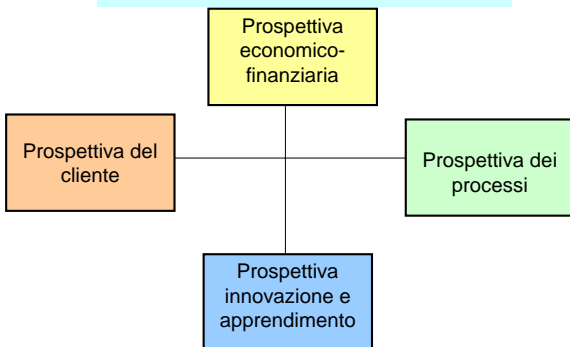 Prospettiva
economico-
finanziaria
Prospettiva del
cliente
Prospettiva dei
processi
Prospettiva
innovazione e
apprendimento